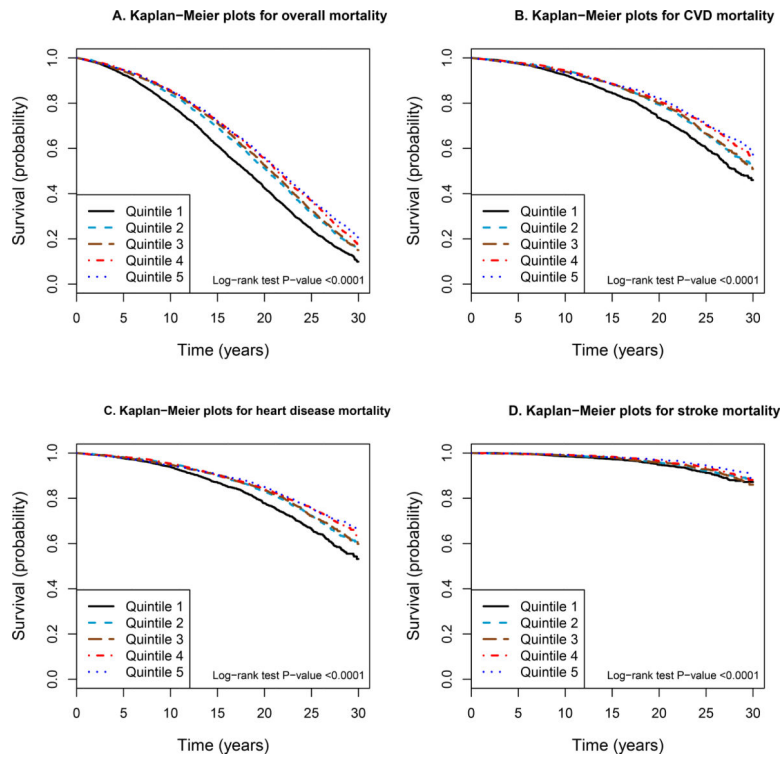 A. Kaplan−Meier plots for overall mortality
Survival (probability)
1.0
0.8
0.6
0.4
0.2
0.0
Quintile 1
Quintile 2
Quintile 3
Quintile 4
Quintile 5
Log−rank test P−value <0.0001
0 5 10 15 20 25 30
Time (years)
B. Kaplan−Meier plots for CVD mortality
Survival (probability)
1.0
0.8
0.6
0.4
0.2
0.0
Quintile 1
Quintile 2
Quintile 3
Quintile 4
Quintile 5
Log−rank test P−value <0.0001
0 5 10 15 20 25 30
Time (years)
C. Kaplan−Meier plots for heart disease mortality
Survival (probability)
1.0
0.8
0.6
0.4
0.2
0.0
Quintile 1
Quintile 2
Quintile 3
Quintile 4
Quintile 5
Log−rank test P−value <0.0001
0 5 10 15 20 25 30
Time (years)
D. Kaplan−Meier plots for stroke mortality
Survival (probability)
1.0
0.8
0.6
0.4
0.2
0.0
Quintile 1
Quintile 2
Quintile 3
Quintile 4
Quintile 5
Log−rank test P−value <0.0001
0 5 10 15 20 25 30
Time (years)